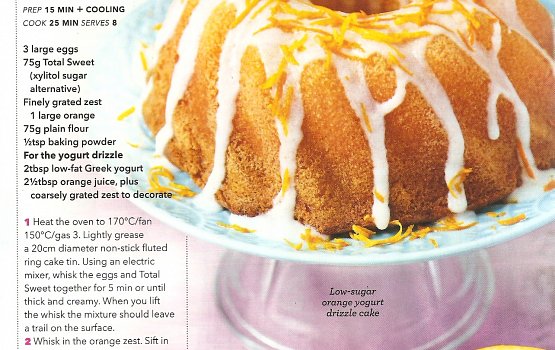 PREP 15 MIN + COOLING
COOK 25 MIN SERVES 8
3 large eggs
75g Total Sweet
(xylitol sugar
alternative)
Finely grated zest
1 large orange
75g plain flour
½tsp baking powder
For the yogurt drizzle
2tbsp low-fat Greek yogurt
2½tbsp orange juice, plus
coarsely grated zest to decorate
1 Heat the oven to 170°C/fan
150°C/gas 3. Lightly grease
a 20cm diameter non-stick fluted
ring cake tin. Using an electric
mixer, whisk the eggs and Total
Sweet together for 5 min or until
thick and creamy. When you lift
the whisk the mixture should leave
a trail on the surface.
2 Whisk in the orange zest. Sift in
Low-sugar
orange yogurt
drizzle cake